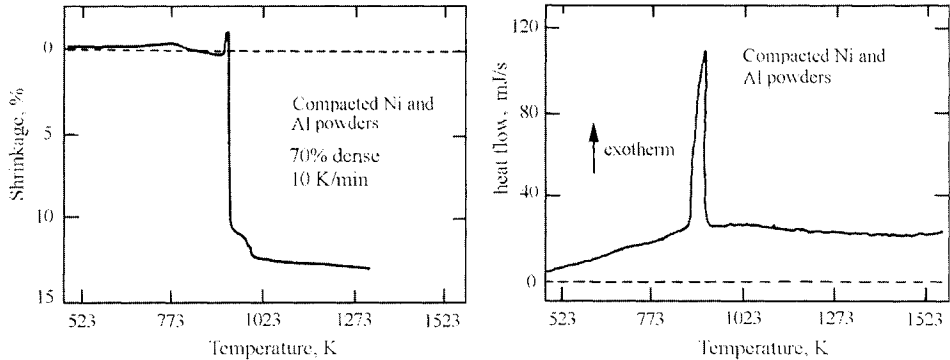 0
5
10
15
Shrinkage, %
Compacted Ni and
Al powders
70% dense
10 K/min
523 773 1023 1273 1523
Temperature, K
120
80
40
0
heat flow, mJ/s
Compacted Ni and
Al powders
exotherm
523 773 1023 1273 1523
Temperature, K